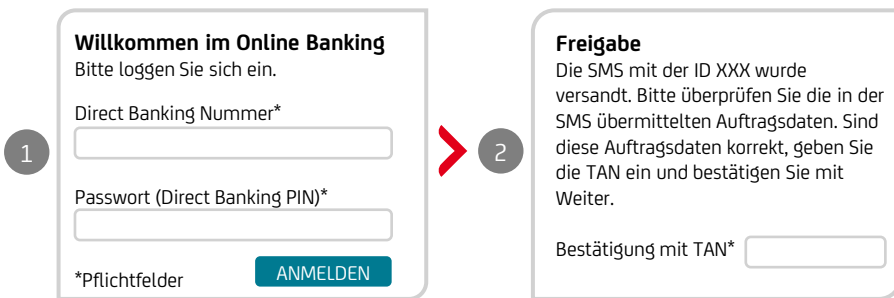 1
Willkommen im Online Banking
Bitte loggen Sie sich ein.
Direct Banking Nummer*
Passwort (Direct Banking PIN)*
*Pflichtfelder
ANMELDEN
2
Freigabe
Die SMS mit der ID XXX wurde
versandt. Bitte überprüfen Sie die in der
SMS übermittelten Auftragsdaten. Sind
diese Auftragsdaten korrekt, geben Sie
die TAN ein und bestätigen Sie mit
Weiter.
Bestätigung mit TAN*